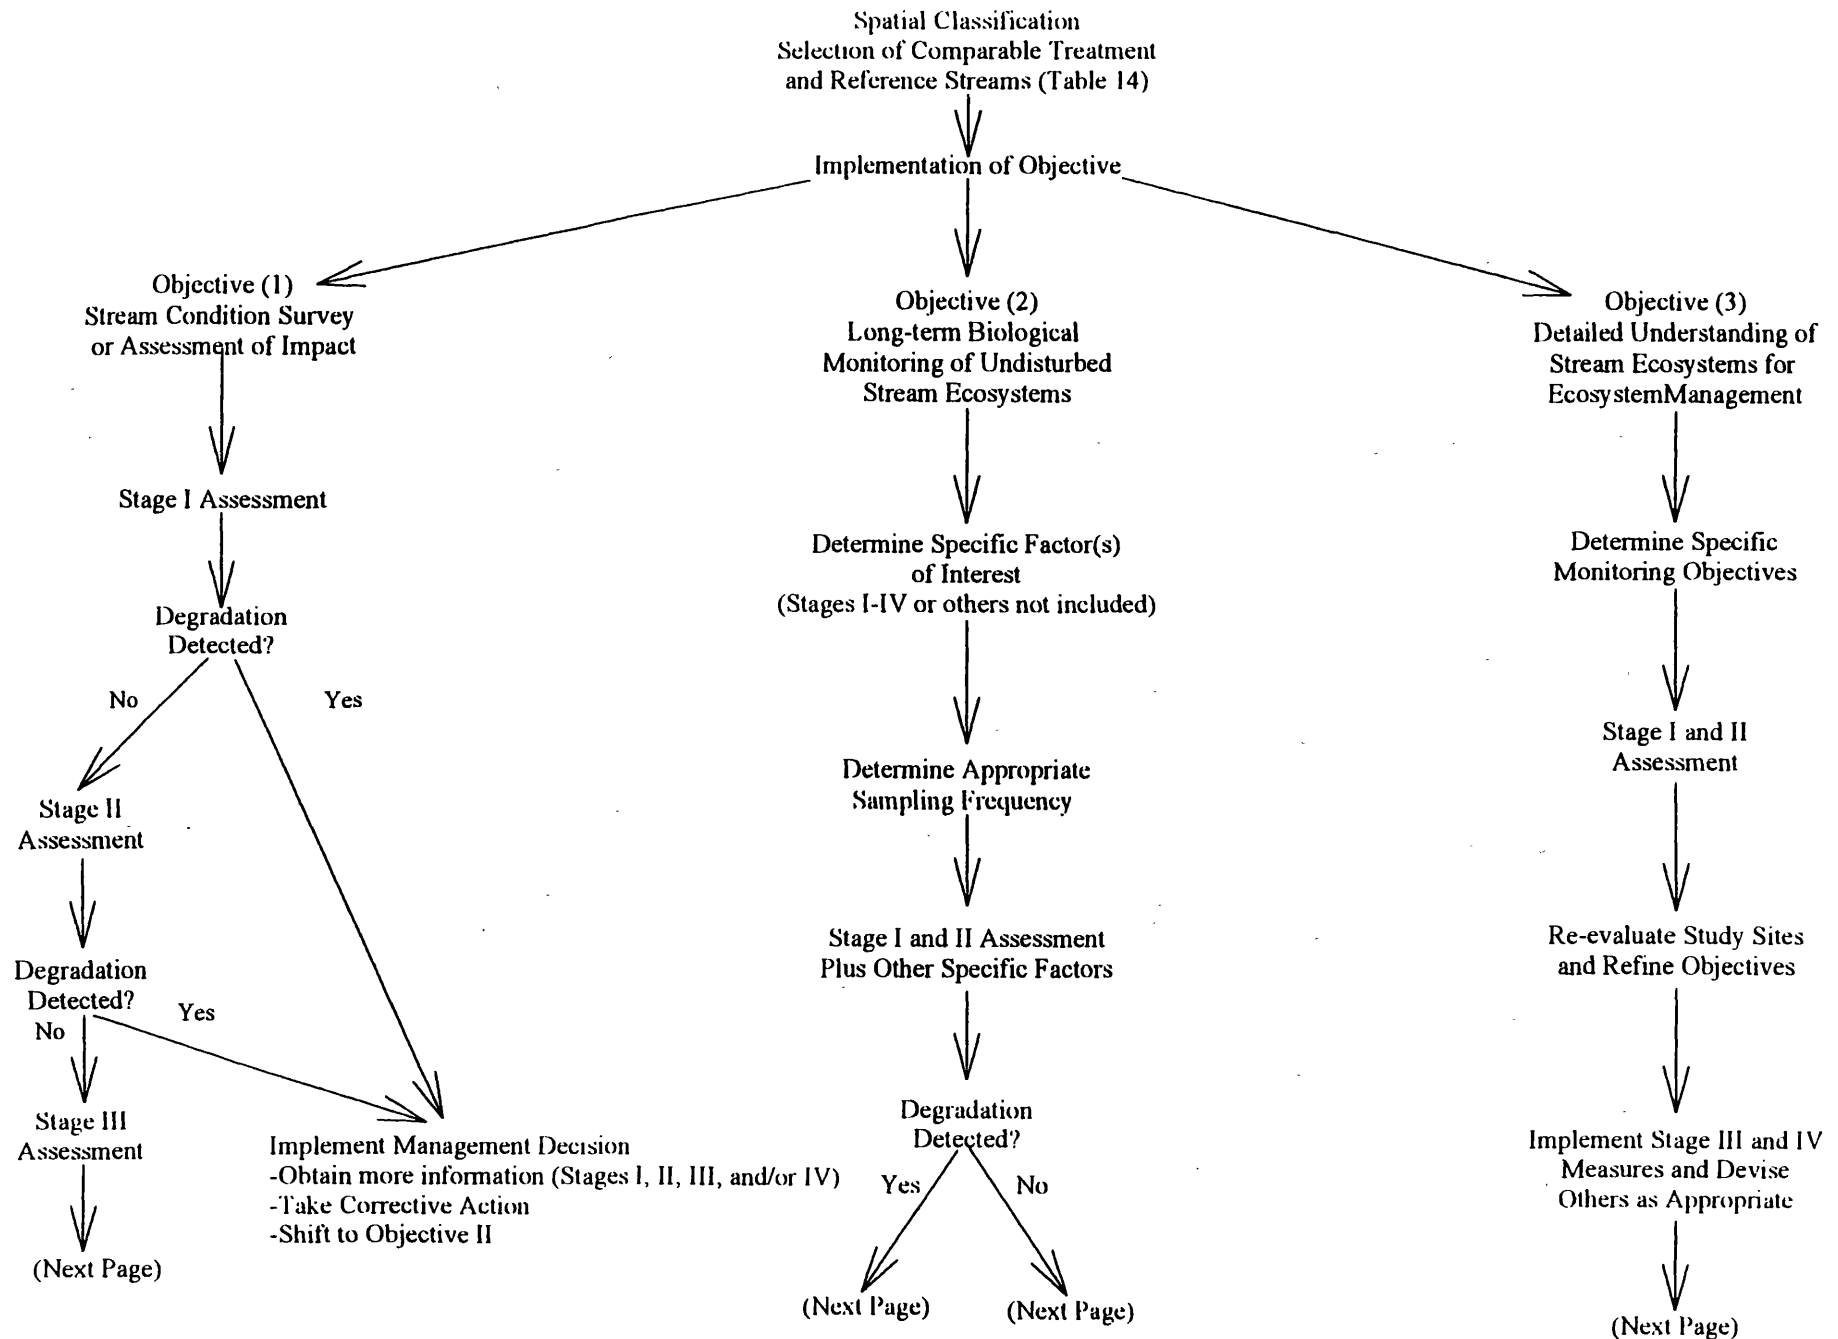 Spatial Classification
Selection of Comparable Treatment
and Reference Streams (Table 14)
Implementation of Objective
Objective (1)
Stream Condition Survey
or Assessment of Impact
Stage I Assessment
Degradation
Detected?
No
Yes
Stage II
Assessment
Degradation
Detected?
No
Yes
Stage III
Assessment
(Next Page)
Implement Management Decision
-Obtain more information (Stages I, II, III, and/or IV)
-Take Corrective Action
-Shift to Objective II
Objective (2)
Long-term Biological
Monitoring of Undisturbed
Stream Ecosystems
Determine Specific Factor(s)
of Interest
(Stages I-IV or others not included)
Determine Appropriate
Sampling Frequency
Stage I and II Assessment
Plus Other Specific Factors
Degradation
Detected?
Yes
No
(Next Page)
(Next Page)
Objective (3)
Detailed Understanding of
Stream Ecosystems for
EcosystemManagement
Determine Specific
Monitoring Objectives
Stage I and II
Assessment
Re-evaluate Study Sites
and Refine Objectives
Implement Stage III and IV
Measures and Devise
Others as Appropriate
(Next Page)